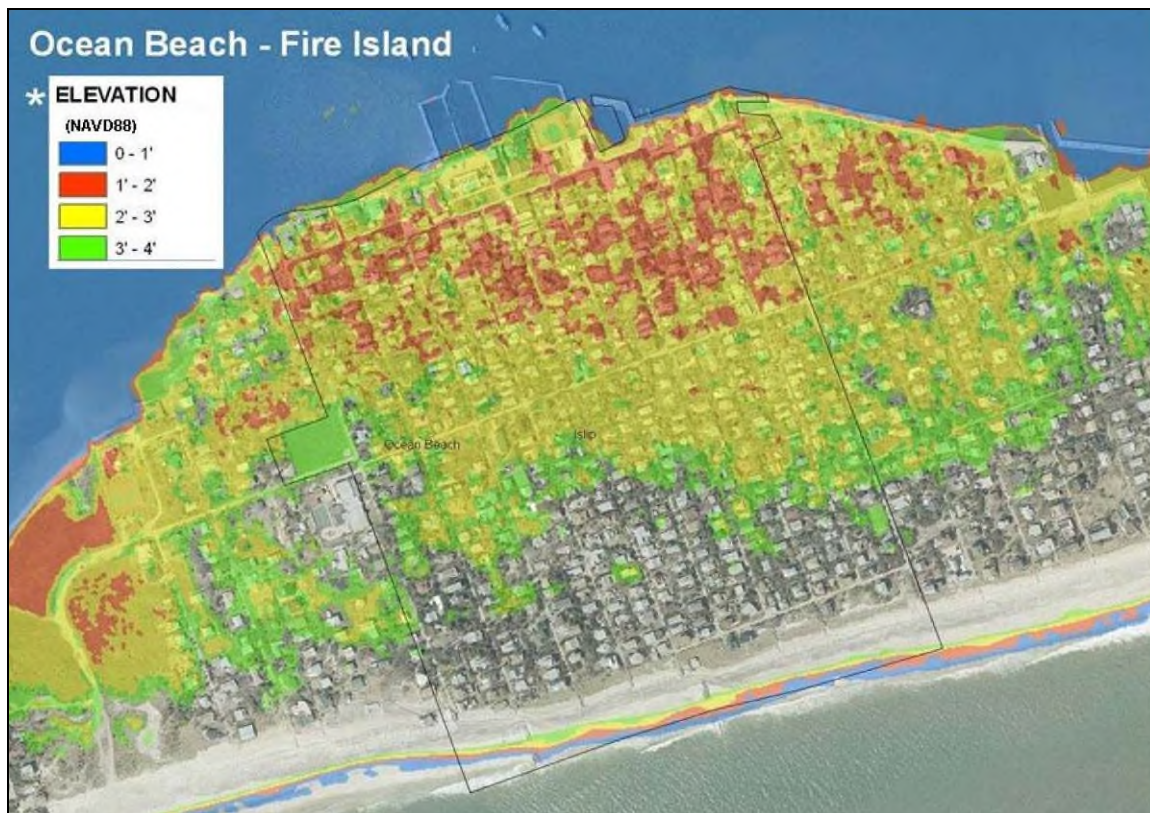 Ocean Beach - Fire Island
* ELEVATION
(NAVD88)
0 - 1'
1' - 2'
2' - 3'
3' - 4'
Ocean Beach
Islip